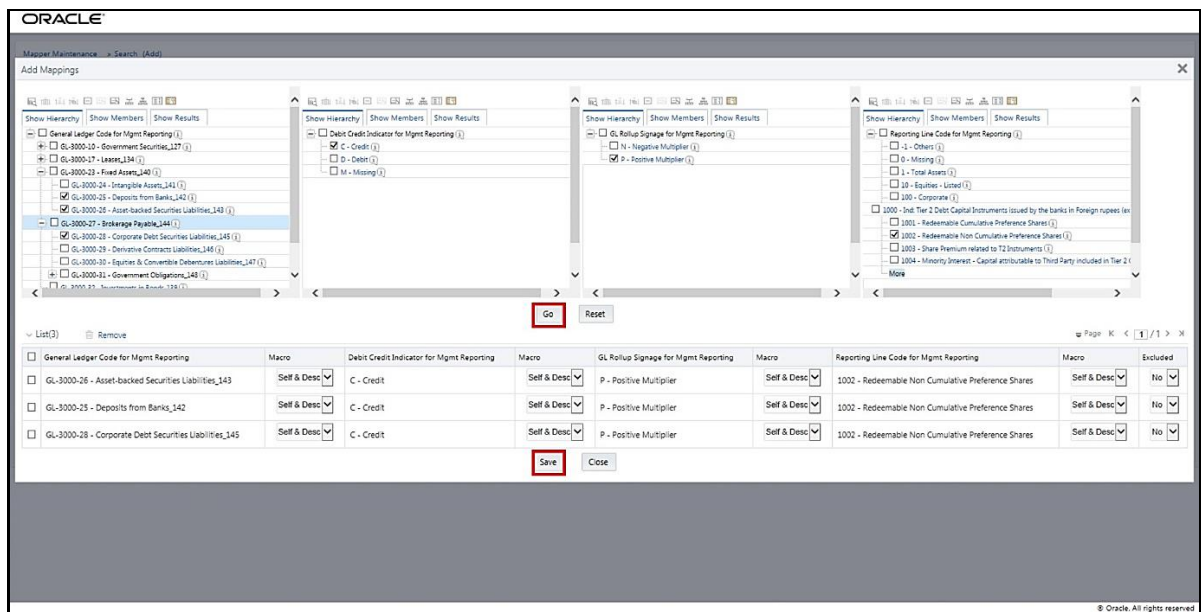 ORACLE
Mapper Maintenance » Search (Add)
Add Mappings
Show Hierarchy Show Members Show Results
General Ledger Code for Mgmt Reporting
GL-3000-10 - Government Securities_127
GL-3000-17 - Leases_134
GL-3000-23 - Fixed Assets_140
GL-3000-24 - Intangible Assets_141
GL-3000-25 - Deposits from Banks_142
GL-3000-26 - Asset-backed Securities Liabilities_143
GL-3000-27 - Brokerage Payable_144
GL-3000-28 - Corporate Debt Securities Liabilities_145
GL-3000-29 - Derivative Contracts Liabilities_146
GL-3000-30 - Equities & Convertible Debentures Liabilities_147
GL-3000-31 - Government Obligations_148
GL-3000-32 - Investments in Bonds_139
Show Hierarchy Show Members Show Results
Debit Credit Indicator for Mgmt Reporting
C - Credit
D - Debit
M - Missing
Show Hierarchy Show Members Show Results
GL Rollup Signage for Mgmt Reporting
N - Negative Multiplier
P - Positive Multiplier
Show Hierarchy Show Members Show Results
Reporting Line Code for Mgmt Reporting
-1 - Others
0 - Missing
1 - Total Assets
10 - Equities - Listed
100 - Corporate
1000 - Ind: Tier 2 Debt Capital Instruments issued by the banks in Foreign rupees (ex
1001 - Redeemable Cumulative Preference Shares
1002 - Redeemable Non Cumulative Preference Shares
1003 - Share Premium related to T2 Instruments
1004 - Minority Interest - Capital attributable to Third Party included in Tier 2
More
Go Reset
List(3) Remove Page 1 / 1
General Ledger Code for Mgmt Reporting Macro Debit Credit Indicator for Mgmt Reporting Macro GL Rollup Signage for Mgmt Reporting Macro Reporting Line Code for Mgmt Reporting Macro Excluded
GL-3000-26 - Asset-backed Securities Liabilities_143 Self & Desc C - Credit Self & Desc P - Positive Multiplier Self & Desc 1002 - Redeemable Non Cumulative Preference Shares Self & Desc No
GL-3000-25 - Deposits from Banks_142 Self & Desc C - Credit Self & Desc P - Positive Multiplier Self & Desc 1002 - Redeemable Non Cumulative Preference Shares Self & Desc No
GL-3000-28 - Corporate Debt Securities Liabilities_145 Self & Desc C - Credit Self & Desc P - Positive Multiplier Self & Desc 1002 - Redeemable Non Cumulative Preference Shares Self & Desc No
Save Close
© Oracle. All rights reserved